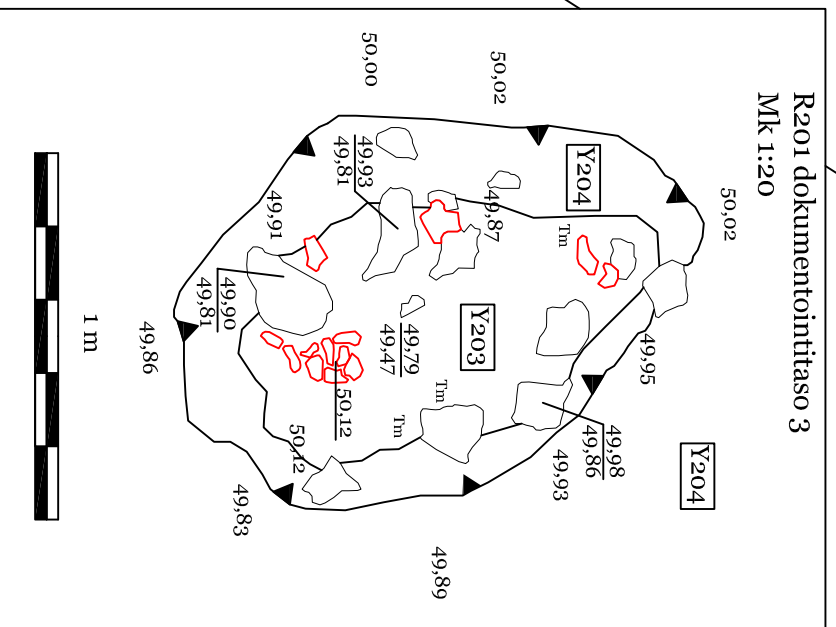 R201 dokumentointitaso 3
Mk 1:20
50,02
Y204
50,02
Y204
Tm
49,95
49,98
49,86
49,93
50,00
49,87
Y203
49,93
49,81
49,79
49,47
Tm
Tm
49,89
49,91
50,12
50,12
49,90
49,81
49,86
49,83
1 m